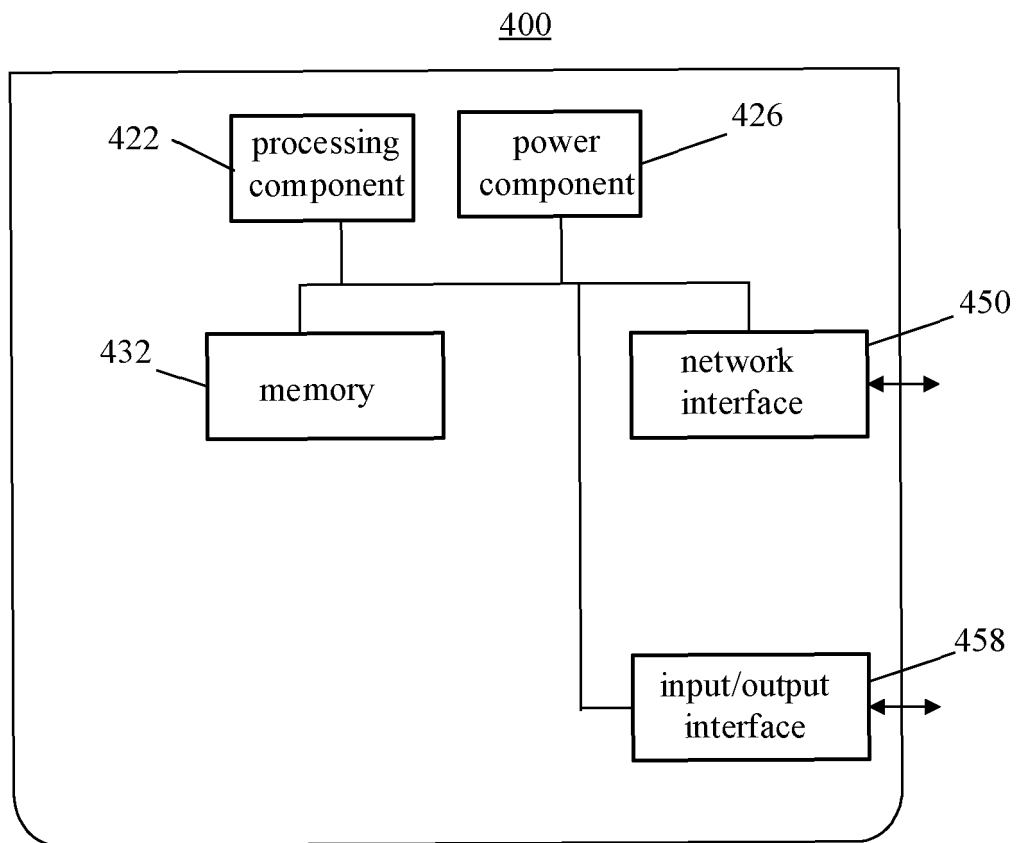 400
422
processing
component
power
component
426
432
memory
network
interface
450
input/output
interface
458